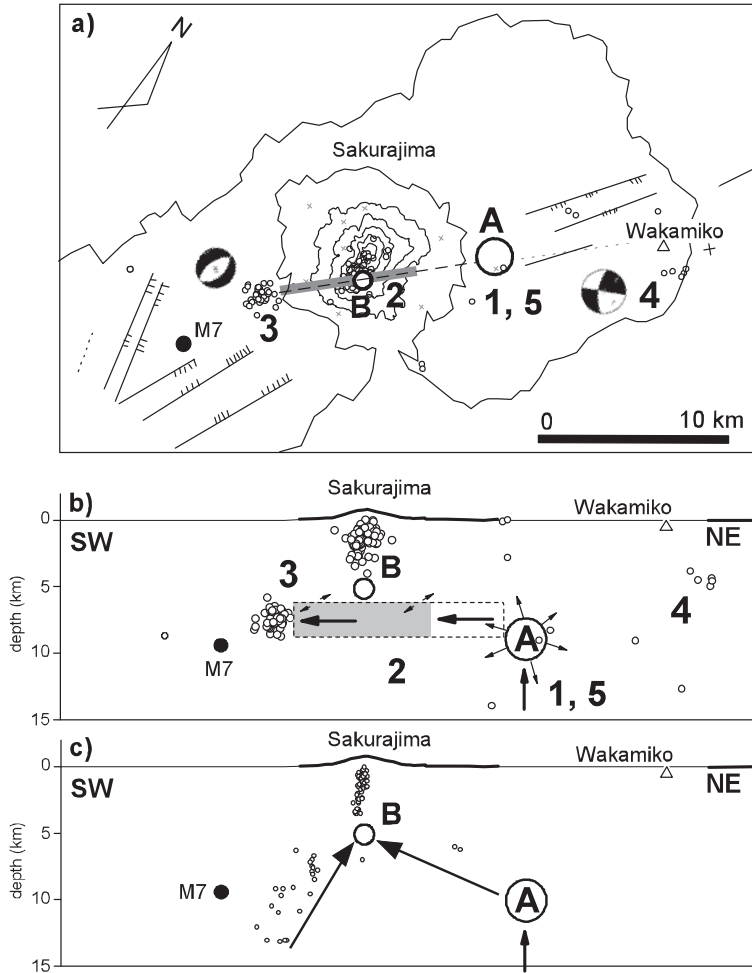 a)
N
Sakurajima
A
Wakamiko
B
2
1, 5
4
3
M7
0 10 km
b)
Sakurajima
Wakamiko
0
SW
NE
3
B
4
5
depth (km)
A
10
M7
2
1, 5
15
c)
Sakurajima
Wakamiko
0
SW
NE
B
5
depth (km)
M7
A
10
15